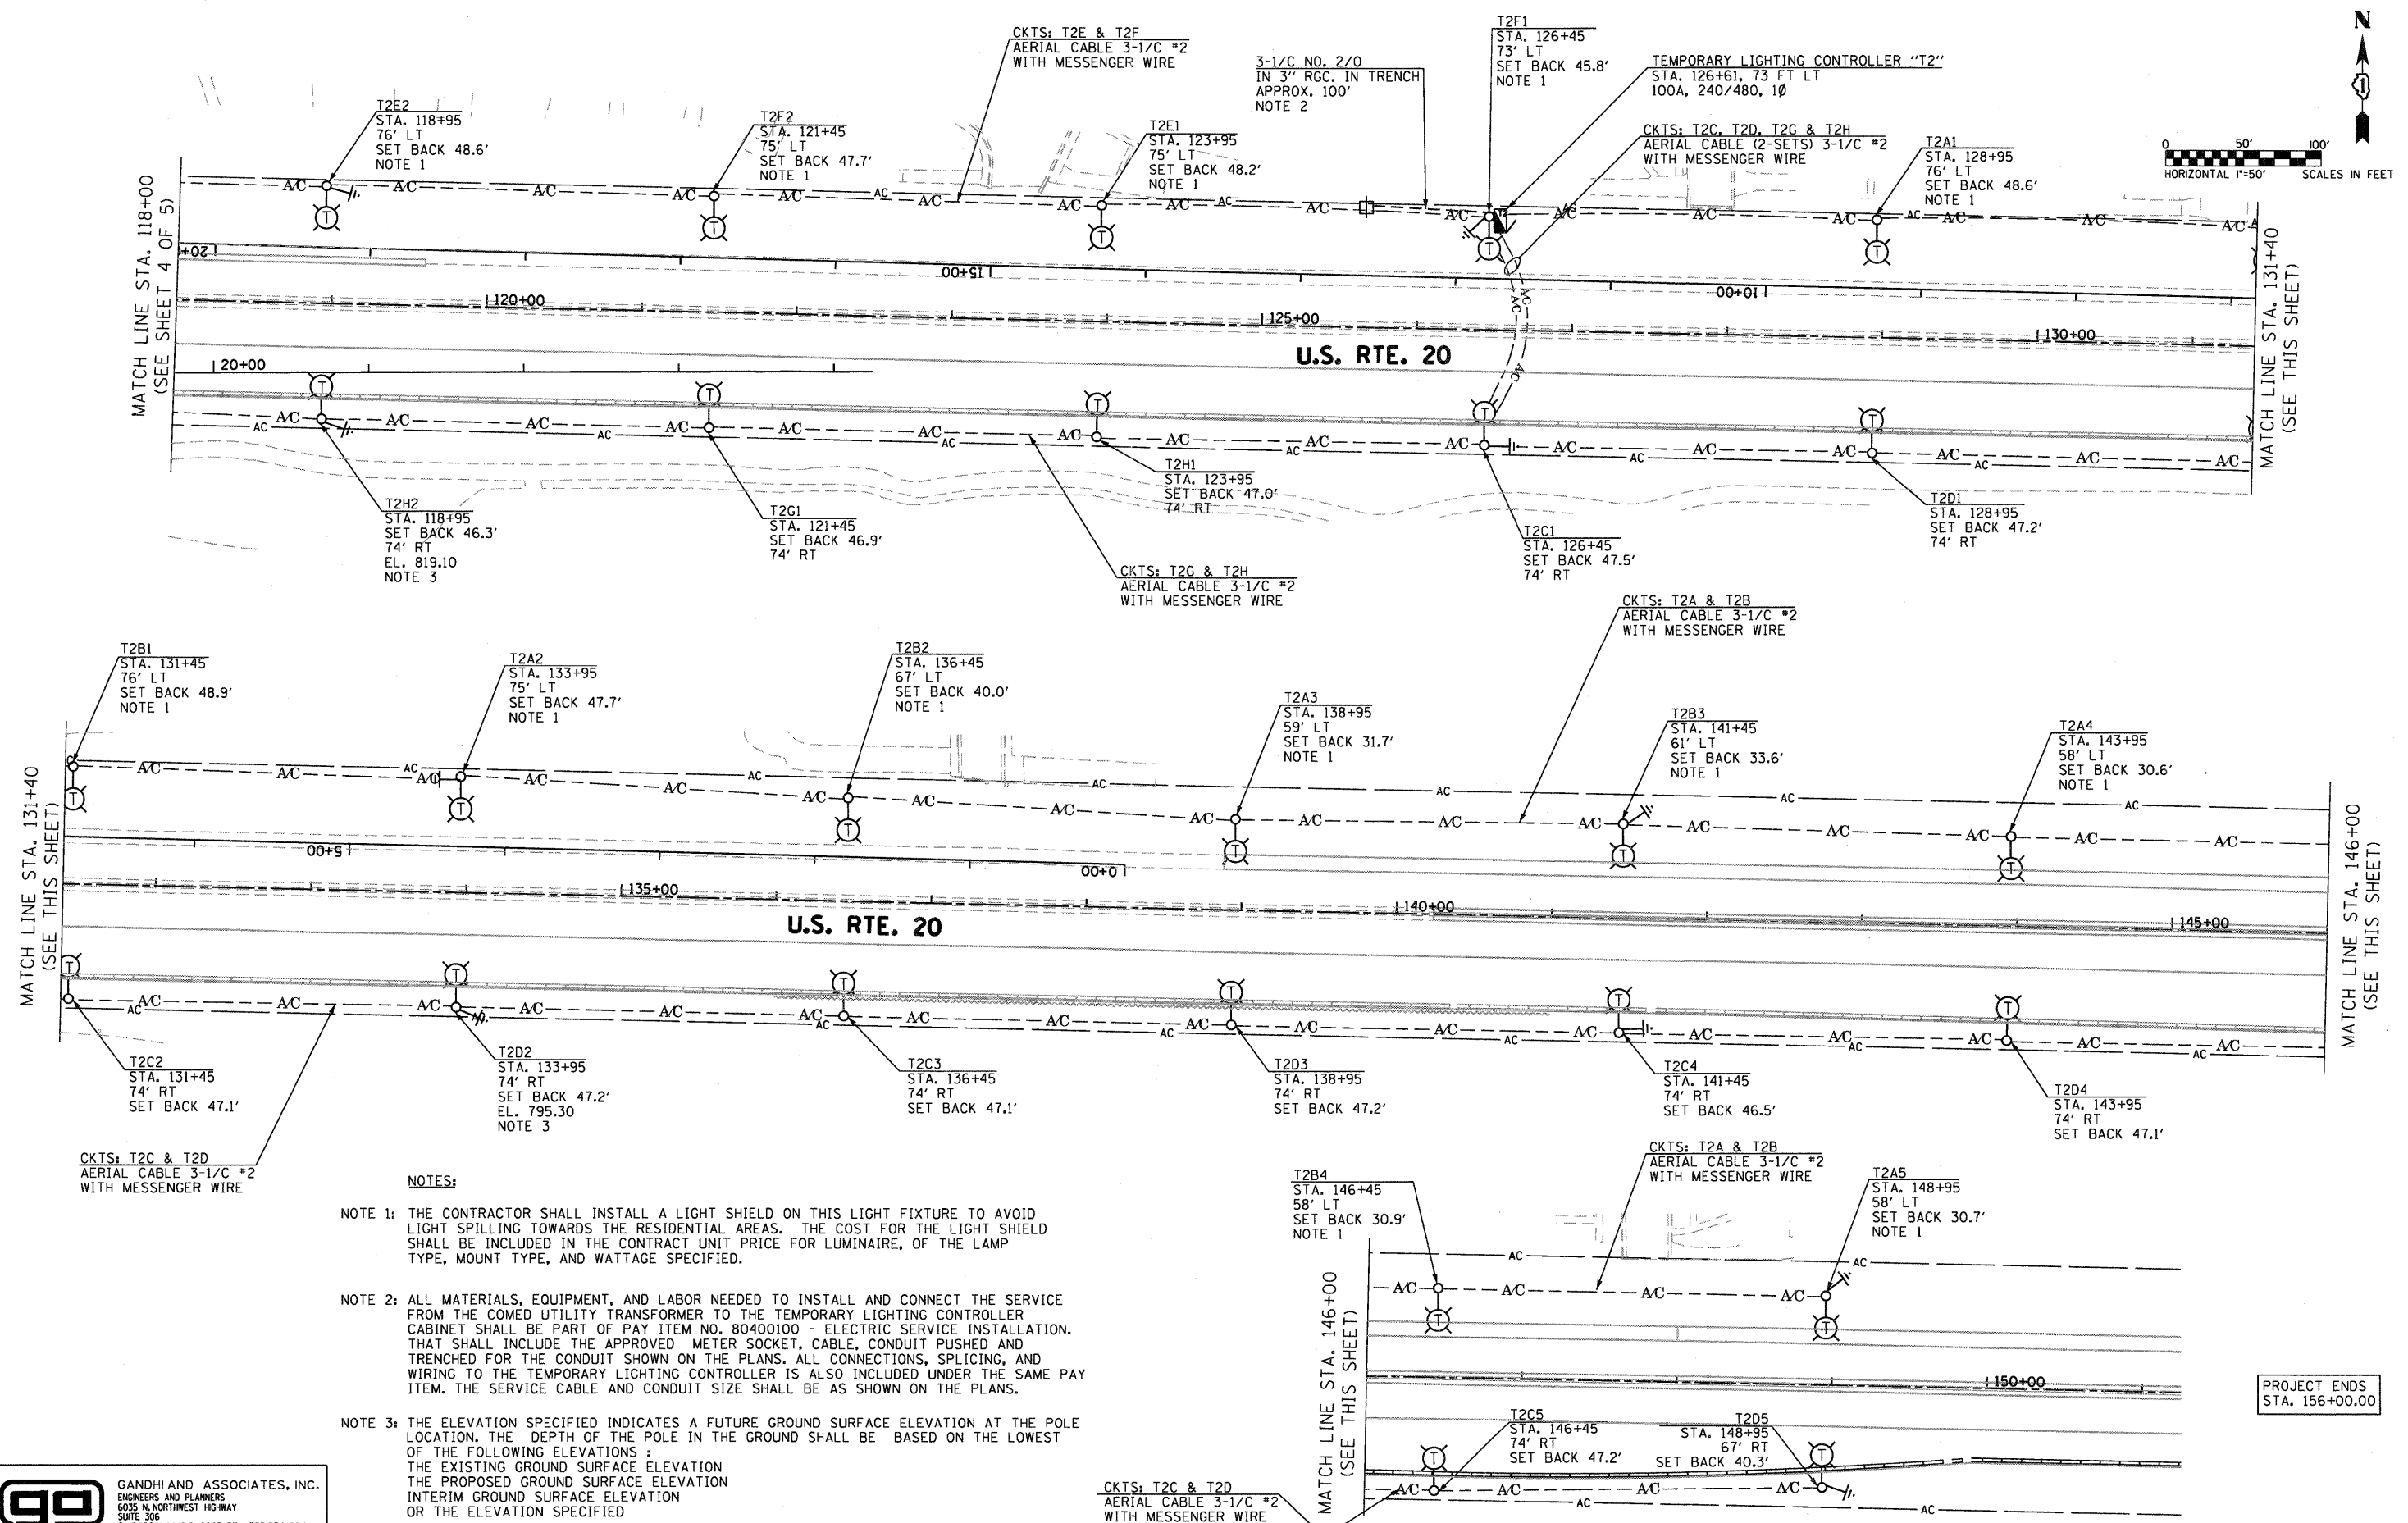 CKTS: T2E & T2F
AERIAL CABLE 3-1/C #2
WITH MESSENGER WIRE
3-1/C NO. 2/0
IN 3" RGC. IN TRENCH
APPROX. 100'
NOTE 2
T2F1
STA. 126+45
73' LT
SET BACK 45.8'
NOTE 1
TEMPORARY LIGHTING CONTROLLER "T2"
STA. 126+61, 73 FT LT
100A, 240/480, 1Ø
N
1
0 50' 100'
HORIZONTAL 1"=50' SCALES IN FEET
T2E2
STA. 118+95
76' LT
SET BACK 48.6'
NOTE 1
T2F2
STA. 121+45
75' LT
SET BACK 47.7'
NOTE 1
T2E1
STA. 123+95
75' LT
SET BACK 48.2'
NOTE 1
CKTS: T2C, T2D, T2G & T2H
AERIAL CABLE (2-SETS) 3-1/C #2
WITH MESSENGER WIRE
T2A1
STA. 128+95
76' LT
SET BACK 48.6'
NOTE 1
MATCH LINE STA. 118+00
(SEE SHEET 4 OF 5)
20+00
15+00
10+00
120+00
125+00
130+00
U.S. RTE. 20
20+00
MATCH LINE STA. 131+40
(SEE THIS SHEET)
T2H2
STA. 118+95
SET BACK 46.3'
74' RT
EL. 819.10
NOTE 3
T2G1
STA. 121+45
SET BACK 46.9'
74' RT
T2H1
STA. 123+95
SET BACK 47.0'
74' RT
T2C1
STA. 126+45
SET BACK 47.5'
74' RT
T2D1
STA. 128+95
SET BACK 47.2'
74' RT
CKTS: T2G & T2H
AERIAL CABLE 3-1/C #2
WITH MESSENGER WIRE
CKTS: T2A & T2B
AERIAL CABLE 3-1/C #2
WITH MESSENGER WIRE
T2B1
STA. 131+45
76' LT
SET BACK 48.9'
NOTE 1
T2A2
STA. 133+95
75' LT
SET BACK 47.7'
NOTE 1
T2B2
STA. 136+45
67' LT
SET BACK 40.0'
NOTE 1
T2A3
STA. 138+95
59' LT
SET BACK 31.7'
NOTE 1
T2B3
STA. 141+45
61' LT
SET BACK 33.6'
NOTE 1
T2A4
STA. 143+95
58' LT
SET BACK 30.6'
NOTE 1
MATCH LINE STA. 131+40
(SEE THIS SHEET)
5+00
0+00
135+00
140+00
145+00
U.S. RTE. 20
MATCH LINE STA. 146+00
(SEE THIS SHEET)
T2C2
STA. 131+45
74' RT
SET BACK 47.1'
T2D2
STA. 133+95
74' RT
SET BACK 47.2'
EL. 795.30
NOTE 3
T2C3
STA. 136+45
74' RT
SET BACK 47.1'
T2D3
STA. 138+95
74' RT
SET BACK 47.2'
T2C4
STA. 141+45
74' RT
SET BACK 46.5'
T2D4
STA. 143+95
74' RT
SET BACK 47.1'
CKTS: T2C & T2D
AERIAL CABLE 3-1/C #2
WITH MESSENGER WIRE
NOTES:
NOTE 1: THE CONTRACTOR SHALL INSTALL A LIGHT SHIELD ON THIS LIGHT FIXTURE TO AVOID
LIGHT SPILLING TOWARDS THE RESIDENTIAL AREAS. THE COST FOR THE LIGHT SHIELD
SHALL BE INCLUDED IN THE CONTRACT UNIT PRICE FOR LUMINAIRE, OF THE LAMP
TYPE, MOUNT TYPE, AND WATTAGE SPECIFIED.
NOTE 2: ALL MATERIALS, EQUIPMENT, AND LABOR NEEDED TO INSTALL AND CONNECT THE SERVICE
FROM THE COMED UTILITY TRANSFORMER TO THE TEMPORARY LIGHTING CONTROLLER
CABINET SHALL BE PART OF PAY ITEM NO. 80400100 - ELECTRIC SERVICE INSTALLATION.
THAT SHALL INCLUDE THE APPROVED METER SOCKET, CABLE, CONDUIT PUSHED AND
TRENCHED FOR THE CONDUIT SHOWN ON THE PLANS. ALL CONNECTIONS, SPLICING, AND
WIRING TO THE TEMPORARY LIGHTING CONTROLLER IS ALSO INCLUDED UNDER THE SAME PAY
ITEM. THE SERVICE CABLE AND CONDUIT SIZE SHALL BE AS SHOWN ON THE PLANS.
NOTE 3: THE ELEVATION SPECIFIED INDICATES A FUTURE GROUND SURFACE ELEVATION AT THE POLE
LOCATION. THE DEPTH OF THE POLE IN THE GROUND SHALL BE BASED ON THE LOWEST
OF THE FOLLOWING ELEVATIONS :
THE EXISTING GROUND SURFACE ELEVATION
THE PROPOSED GROUND SURFACE ELEVATION
INTERIM GROUND SURFACE ELEVATION
OR THE ELEVATION SPECIFIED
T2B4
STA. 146+45
58' LT
SET BACK 30.9'
NOTE 1
CKTS: T2A & T2B
AERIAL CABLE 3-1/C #2
WITH MESSENGER WIRE
T2A5
STA. 148+95
58' LT
SET BACK 30.7'
NOTE 1
MATCH LINE STA. 146+00
(SEE THIS SHEET)
150+00
T2C5
STA. 146+45
74' RT
SET BACK 47.2'
T2D5
STA. 148+95
67' RT
SET BACK 40.3'
CKTS: T2C & T2D
AERIAL CABLE 3-1/C #2
WITH MESSENGER WIRE
PROJECT ENDS
STA. 156+00.00
ga
GANDHI AND ASSOCIATES, INC.
ENGINEERS AND PLANNERS
6035 N. NORTHWEST HIGHWAY
SUITE 306